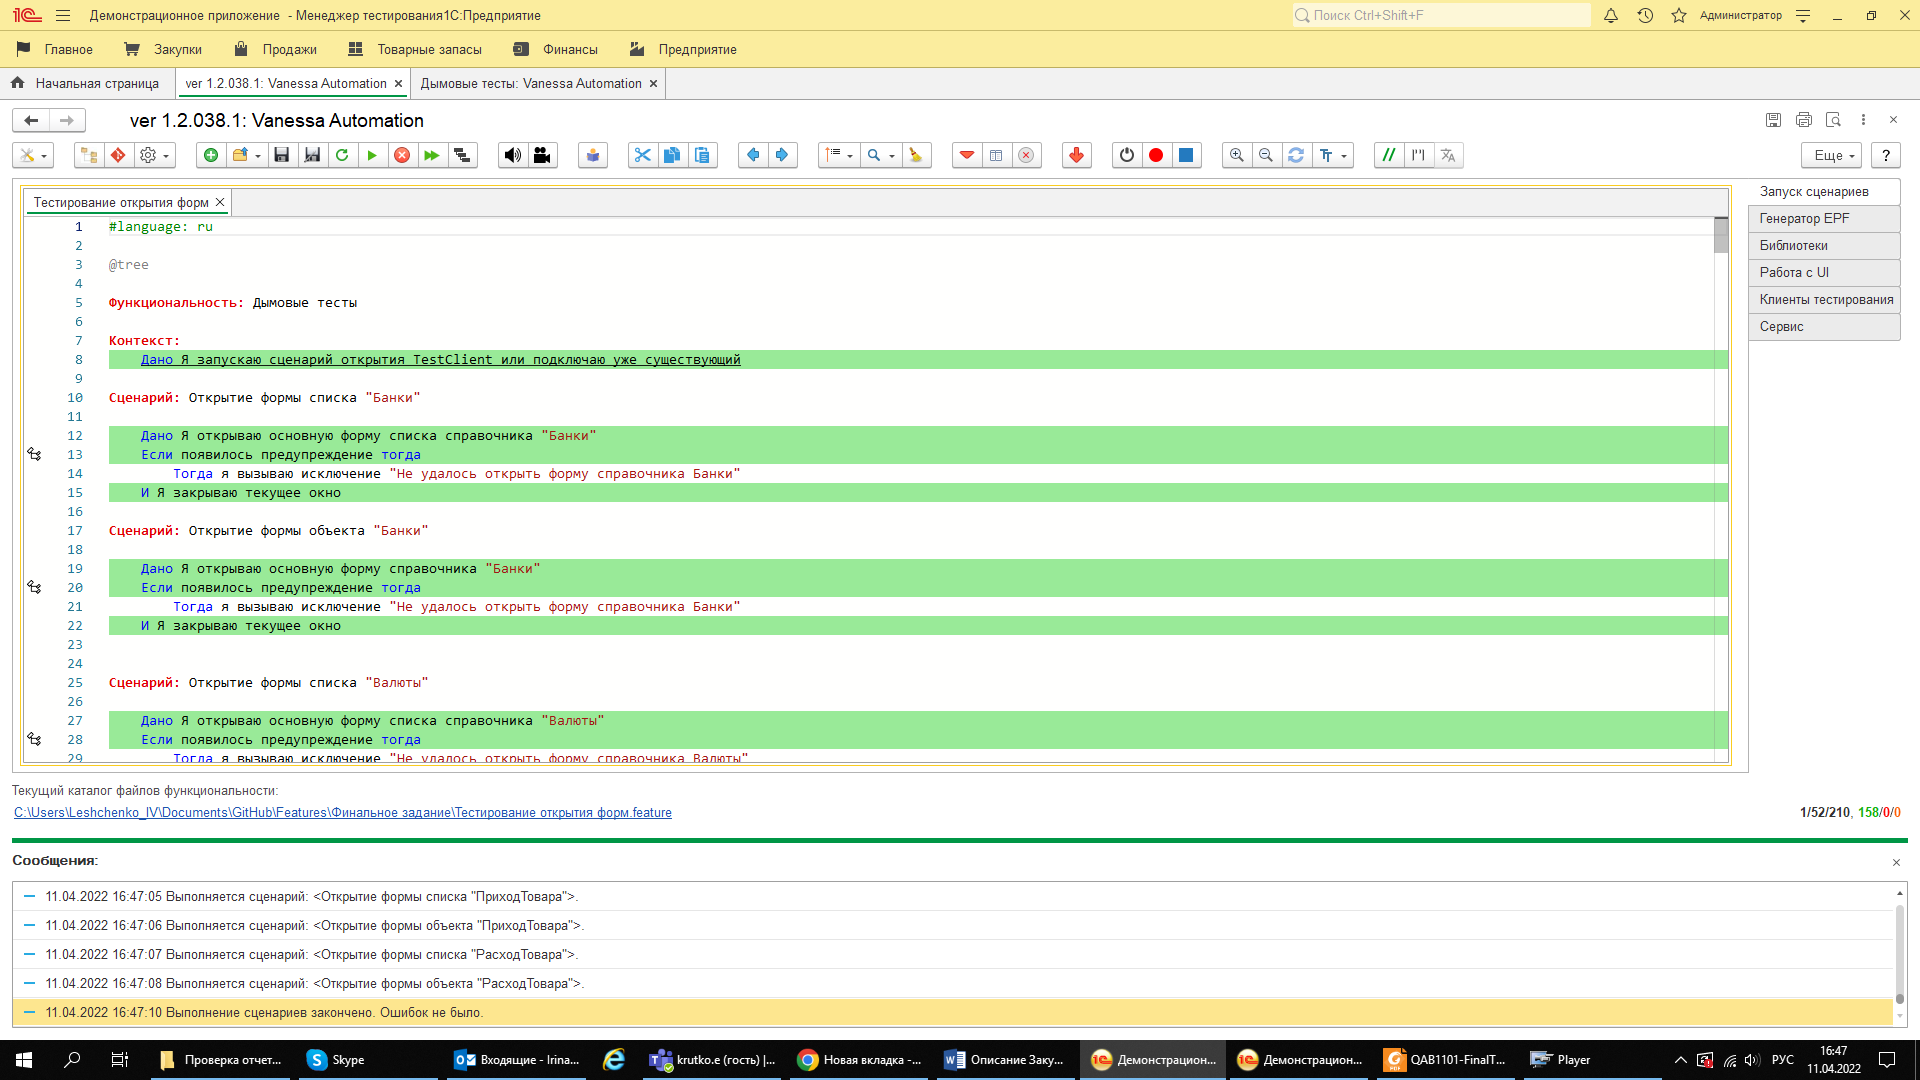 Демонстрационное приложение - Менеджер тестирования1С:Предприятие
Поиск Ctrl+Shift+F
Администратор
Главное
Закупки
Продажи
Товарные запасы
Финансы
Предприятие
Начальная страница
ver 1.2.038.1: Vanessa Automation
Дымовые тесты: Vanessa Automation
ver 1.2.038.1: Vanessa Automation
Еще
?
Тестирование открытия форм
Запуск сценариев
Генератор EPF
Библиотеки
Работа с UI
Клиенты тестирования
Сервис
1 #language: ru
2
3 @tree
4
5 Функциональность: Дымовые тесты
6
7 Контекст:
8 Дано Я запускаю сценарий открытия TestClient или подключаю уже существующий
9
10 Сценарий: Открытие формы списка "Банки"
11
12 Дано Я открываю основную форму списка справочника "Банки"
13 Если появилось предупреждение тогда
14 Тогда я вызываю исключение "Не удалось открыть форму справочника Банки"
15 И Я закрываю текущее окно
16
17 Сценарий: Открытие формы объекта "Банки"
18
19 Дано Я открываю основную форму справочника "Банки"
20 Если появилось предупреждение тогда
21 Тогда я вызываю исключение "Не удалось открыть форму справочника Банки"
22 И Я закрываю текущее окно
23
24
25 Сценарий: Открытие формы списка "Валюты"
26
27 Дано Я открываю основную форму списка справочника "Валюты"
28 Если появилось предупреждение тогда
29 Тогда я вызываю исключение "Не удалось открыть форму справочника Валюты"
Текущий каталог файлов функциональности:
C:\Users\Leshchenko_IV\Documents\GitHub\Features\Финальное задание\Тестирование открытия форм.feature
1/52/210, 158/0/0
Сообщения:
11.04.2022 16:47:05 Выполняется сценарий: <Открытие формы списка "ПриходТовара">.
11.04.2022 16:47:06 Выполняется сценарий: <Открытие формы объекта "ПриходТовара">.
11.04.2022 16:47:07 Выполняется сценарий: <Открытие формы списка "РасходТовара">.
11.04.2022 16:47:08 Выполняется сценарий: <Открытие формы объекта "РасходТовара">.
11.04.2022 16:47:10 Выполнение сценариев закончено. Ошибок не было.
Проверка отчет...
Skype
Входящие - Irina...
krutko.e (гость) |...
Новая вкладка -...
Описание Заку...
Демонстрацион...
Демонстрацион...
QAB1101-FinalT...
Player
РУС
16:47
11.04.2022